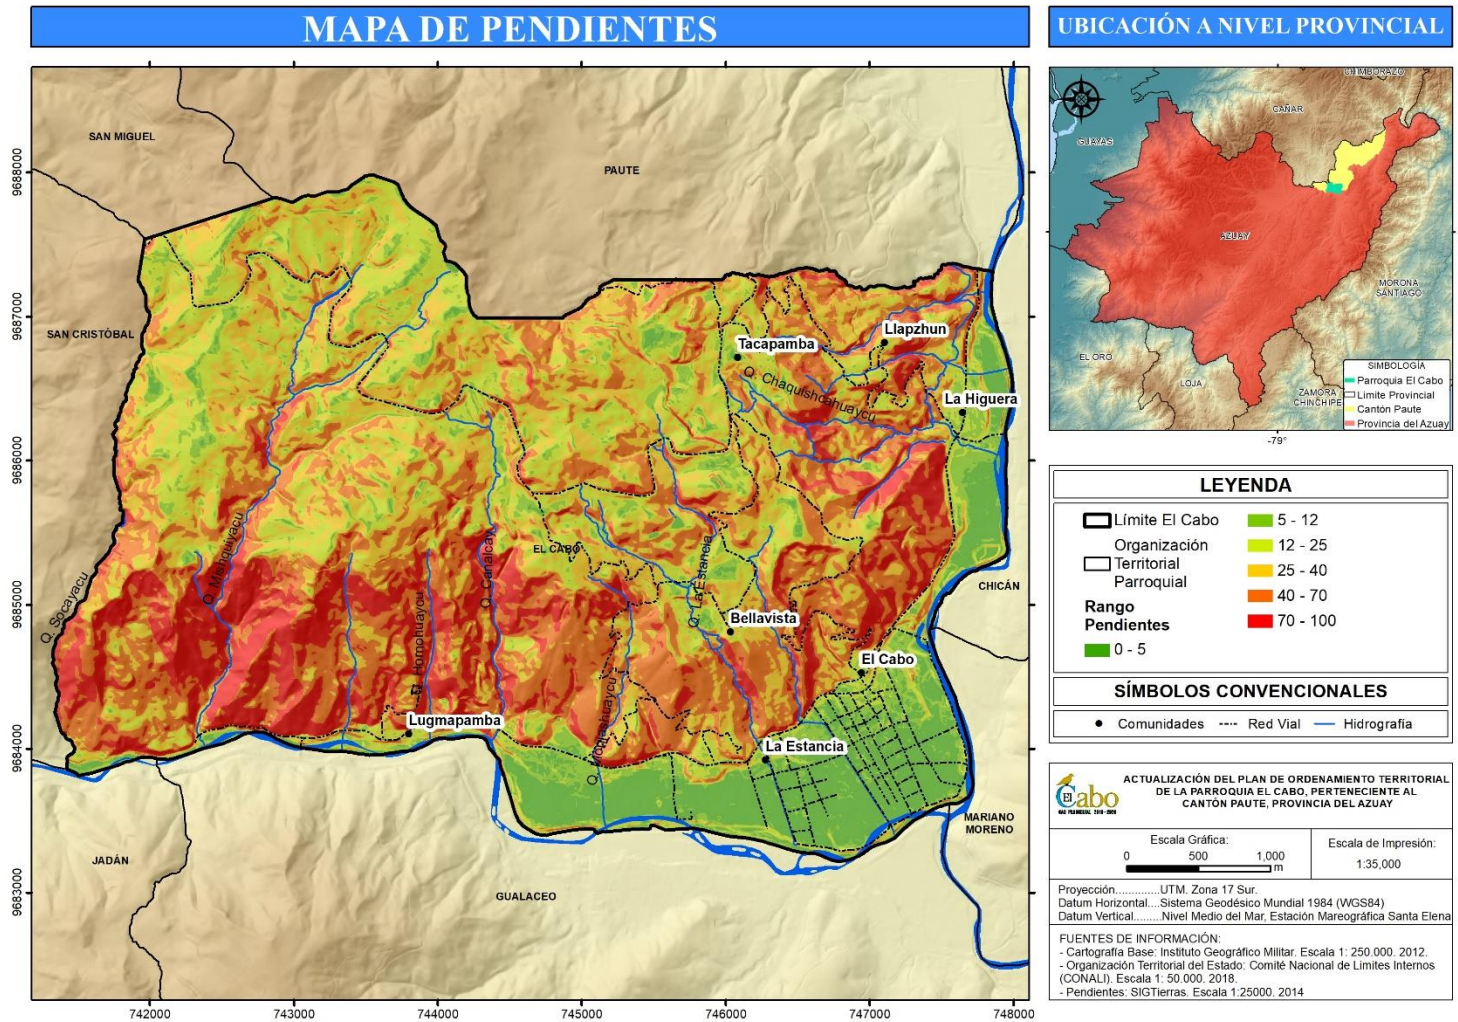 MAPA DE PENDIENTES
UBICACIÓN A NIVEL PROVINCIAL
SAN MIGUEL
PAUTE
SAN CRISTÓBAL
Tacapamba
Llapzhun
Q. Chaquishcahuaycu
La Higuera
EL CABO
Q. Socayacu
Q. Canalcay
Q. La Estancia
CHICÁN
Bellavista
El Cabo
Lugmapamba
La Estancia
MARIANO
MORENO
JADÁN
GUALACEO
742000
743000
744000
745000
746000
747000
748000
9688000
9687000
9686000
9685000
9684000
9683000
CHIMBORAZO
CAÑAR
GUAYAS
AZUAY
MORONA
SANTIAGO
EL ORO
LOJA
ZAMORA
CHINCHIPE
-79°
SIMBOLOGÍA
Parroquia El Cabo
Limite Provincial
Cantón Paute
Provincia del Azuay
LEYENDA
Límite El Cabo
Organización
Territorial
Parroquial
Rango
Pendientes
0 - 5
5 - 12
12 - 25
25 - 40
40 - 70
70 - 100
SÍMBOLOS CONVENCIONALES
Comunidades
Red Vial
Hidrografía
El Cabo
ACTUALIZACIÓN DEL PLAN DE ORDENAMIENTO TERRITORIAL
DE LA PARROQUIA EL CABO, PERTENECIENTE AL
CANTÓN PAUTE, PROVINCIA DEL AZUAY
Escala Gráfica:
0 500 1,000
m
Escala de Impresión:
1:35,000
Proyección.............UTM. Zona 17 Sur.
Datum Horizontal....Sistema Geodésico Mundial 1984 (WGS84)
Datum Vertical.........Nivel Medio del Mar, Estación Mareográfica Santa Elena
FUENTES DE INFORMACIÓN:
- Cartografía Base: Instituto Geográfico Militar. Escala 1: 250.000. 2012.
- Organización Territorial del Estado: Comité Nacional de Limites Internos
(CONALI). Escala 1: 50.000. 2018.
- Pendientes: SIGTierras. Escala 1:25000. 2014